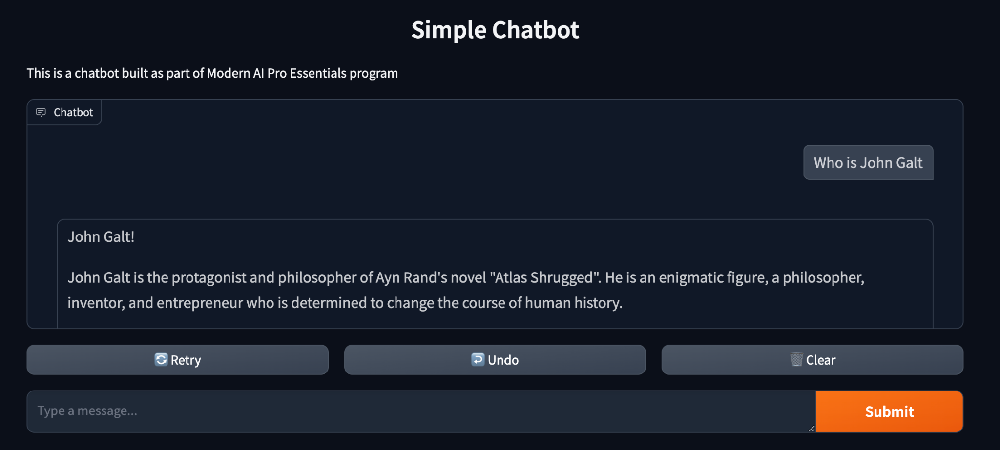 Simple Chatbot
This is a chatbot built as part of Modern AI Pro Essentials program
Chatbot
Who is John Galt
John Galt!
John Galt is the protagonist and philosopher of Ayn Rand's novel "Atlas Shrugged". He is an enigmatic figure, a philosopher,
inventor, and entrepreneur who is determined to change the course of human history.
Retry
Undo
Clear
Type a message...
Submit